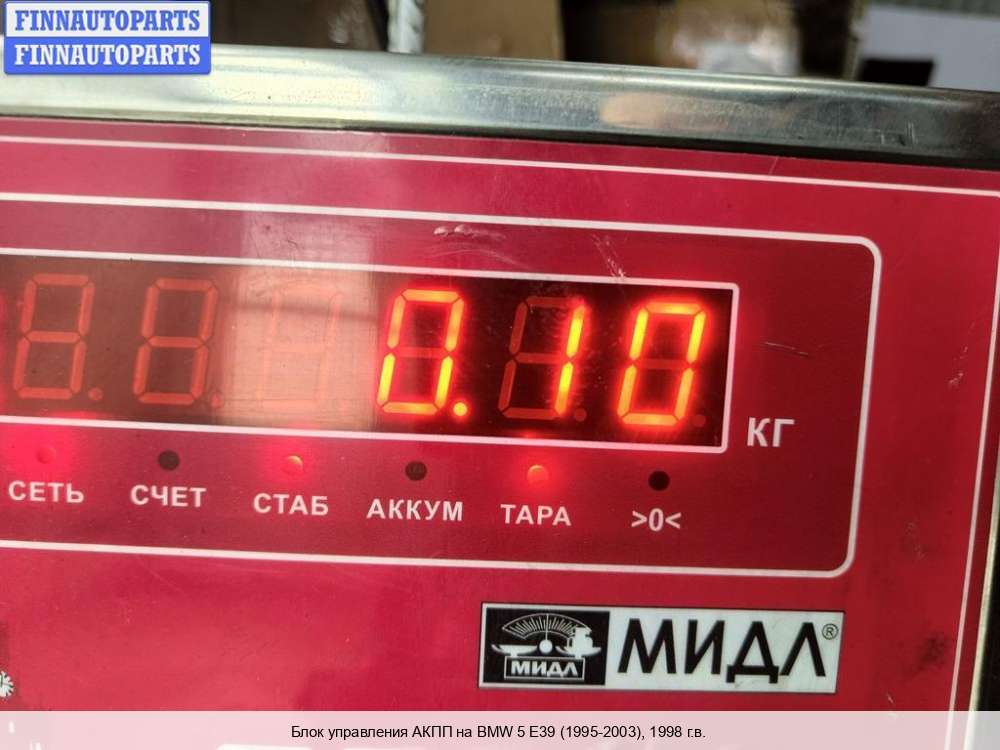 FINNAUTOPARTS
FINNAUTOPARTS
0.10
КГ
СЕТЬ СЧЕТ СТАБ АККУМ ТАРА >0<
МИДЛ МИДЛ®
Блок управления АКПП на BMW 5 E39 (1995-2003), 1998 г.в.